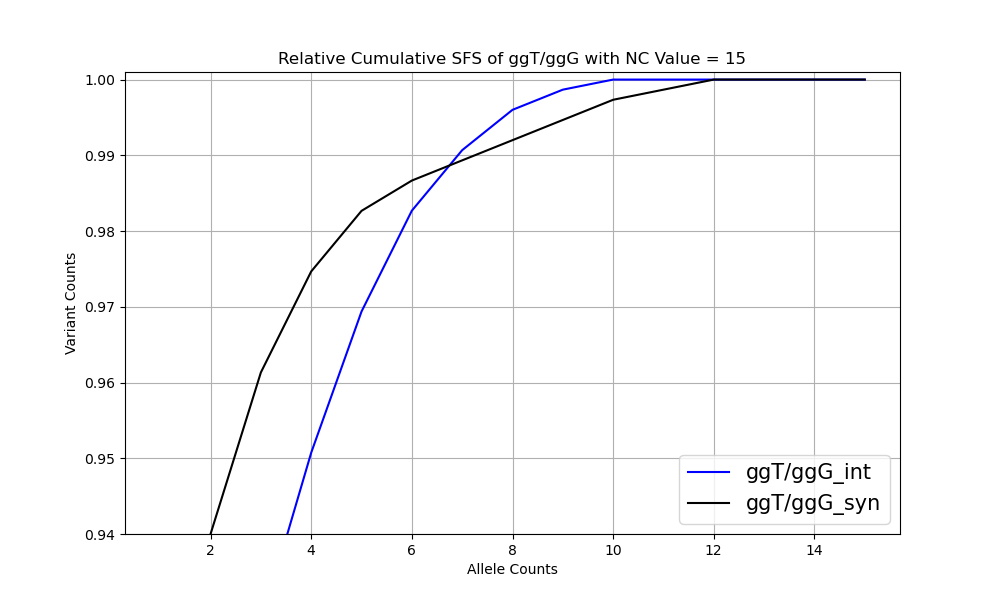 Relative Cumulative SFS of ggT/ggG with NC Value = 15
Variant Counts
1.00
0.99
0.98
0.97
0.96
0.95
0.94
2 4 6 8 10 12 14
Allele Counts
ggT/ggG_int
ggT/ggG_syn